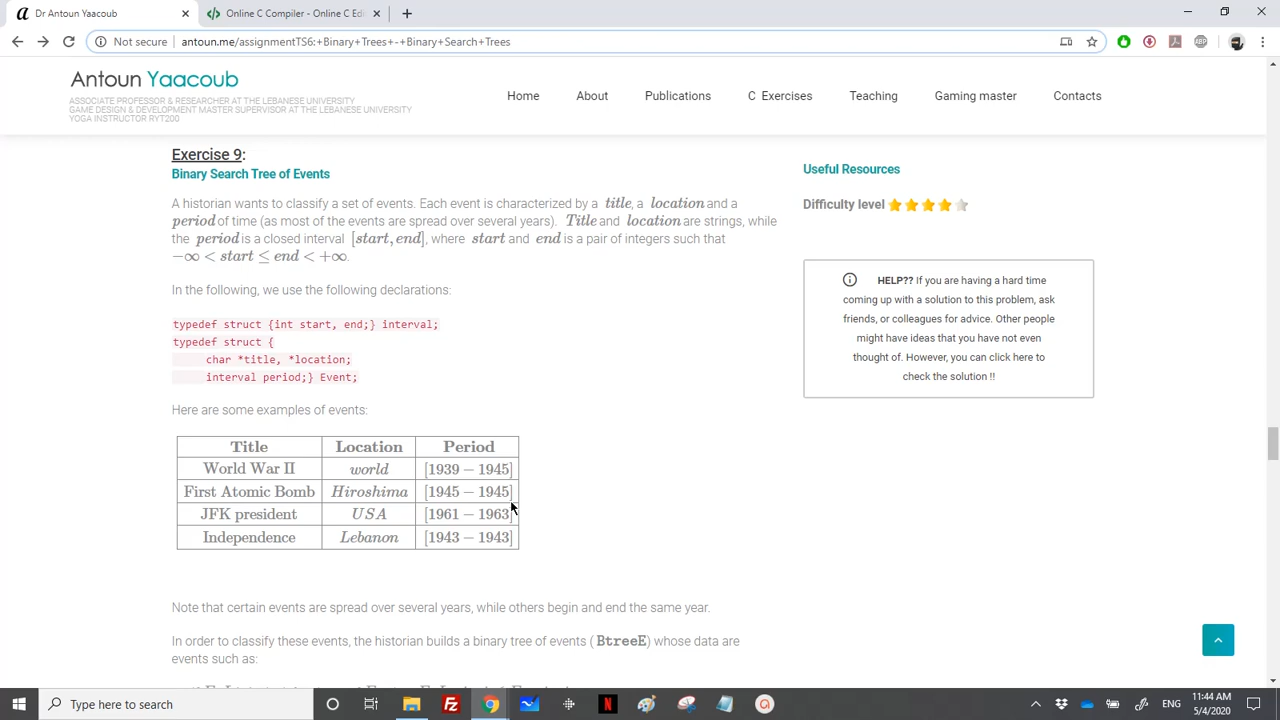 Dr Antoun Yaacoub
Online C Compiler - Online C Edi
Not secure
antoun.me/assignmentTS6:+Binary+Trees+-+Binary+Search+Trees
ABP
Antoun Yaacoub
ASSOCIATE PROFESSOR & RESEARCHER AT THE LEBANESE UNIVERSITY
GAME DESIGN & DEVELOPMENT MASTER SUPERVISOR AT THE LEBANESE UNIVERSITY
YOGA INSTRUCTOR RYT200
Home
About
Publications
C Exercises
Teaching
Gaming master
Contacts
Exercise 9:
Binary Search Tree of Events
A historian wants to classify a set of events. Each event is characterized by a title, a location and a
period of time (as most of the events are spread over several years). Title and location are strings, while
the period is a closed interval [start, end], where start and end is a pair of integers such that
−∞ < start ≤ end < +∞.
In the following, we use the following declarations:
typedef struct {int start, end;} interval;
typedef struct {
char *title, *location;
interval period;} Event;
Here are some examples of events:
Title Location Period
World War II world [1939 − 1945]
First Atomic Bomb Hiroshima [1945 − 1945]
JFK president USA [1961 − 1963]
Independence Lebanon [1943 − 1943]
Note that certain events are spread over several years, while others begin and end the same year.
In order to classify these events, the historian builds a binary tree of events ( BtreeE) whose data are
events such as:
Useful Resources
Difficulty level
HELP?? If you are having a hard time
coming up with a solution to this problem, ask
friends, or colleagues for advice. Other people
might have ideas that you have not even
thought of. However, you can click here to
check the solution !!
Type here to search
ENG
11:44 AM
5/4/2020